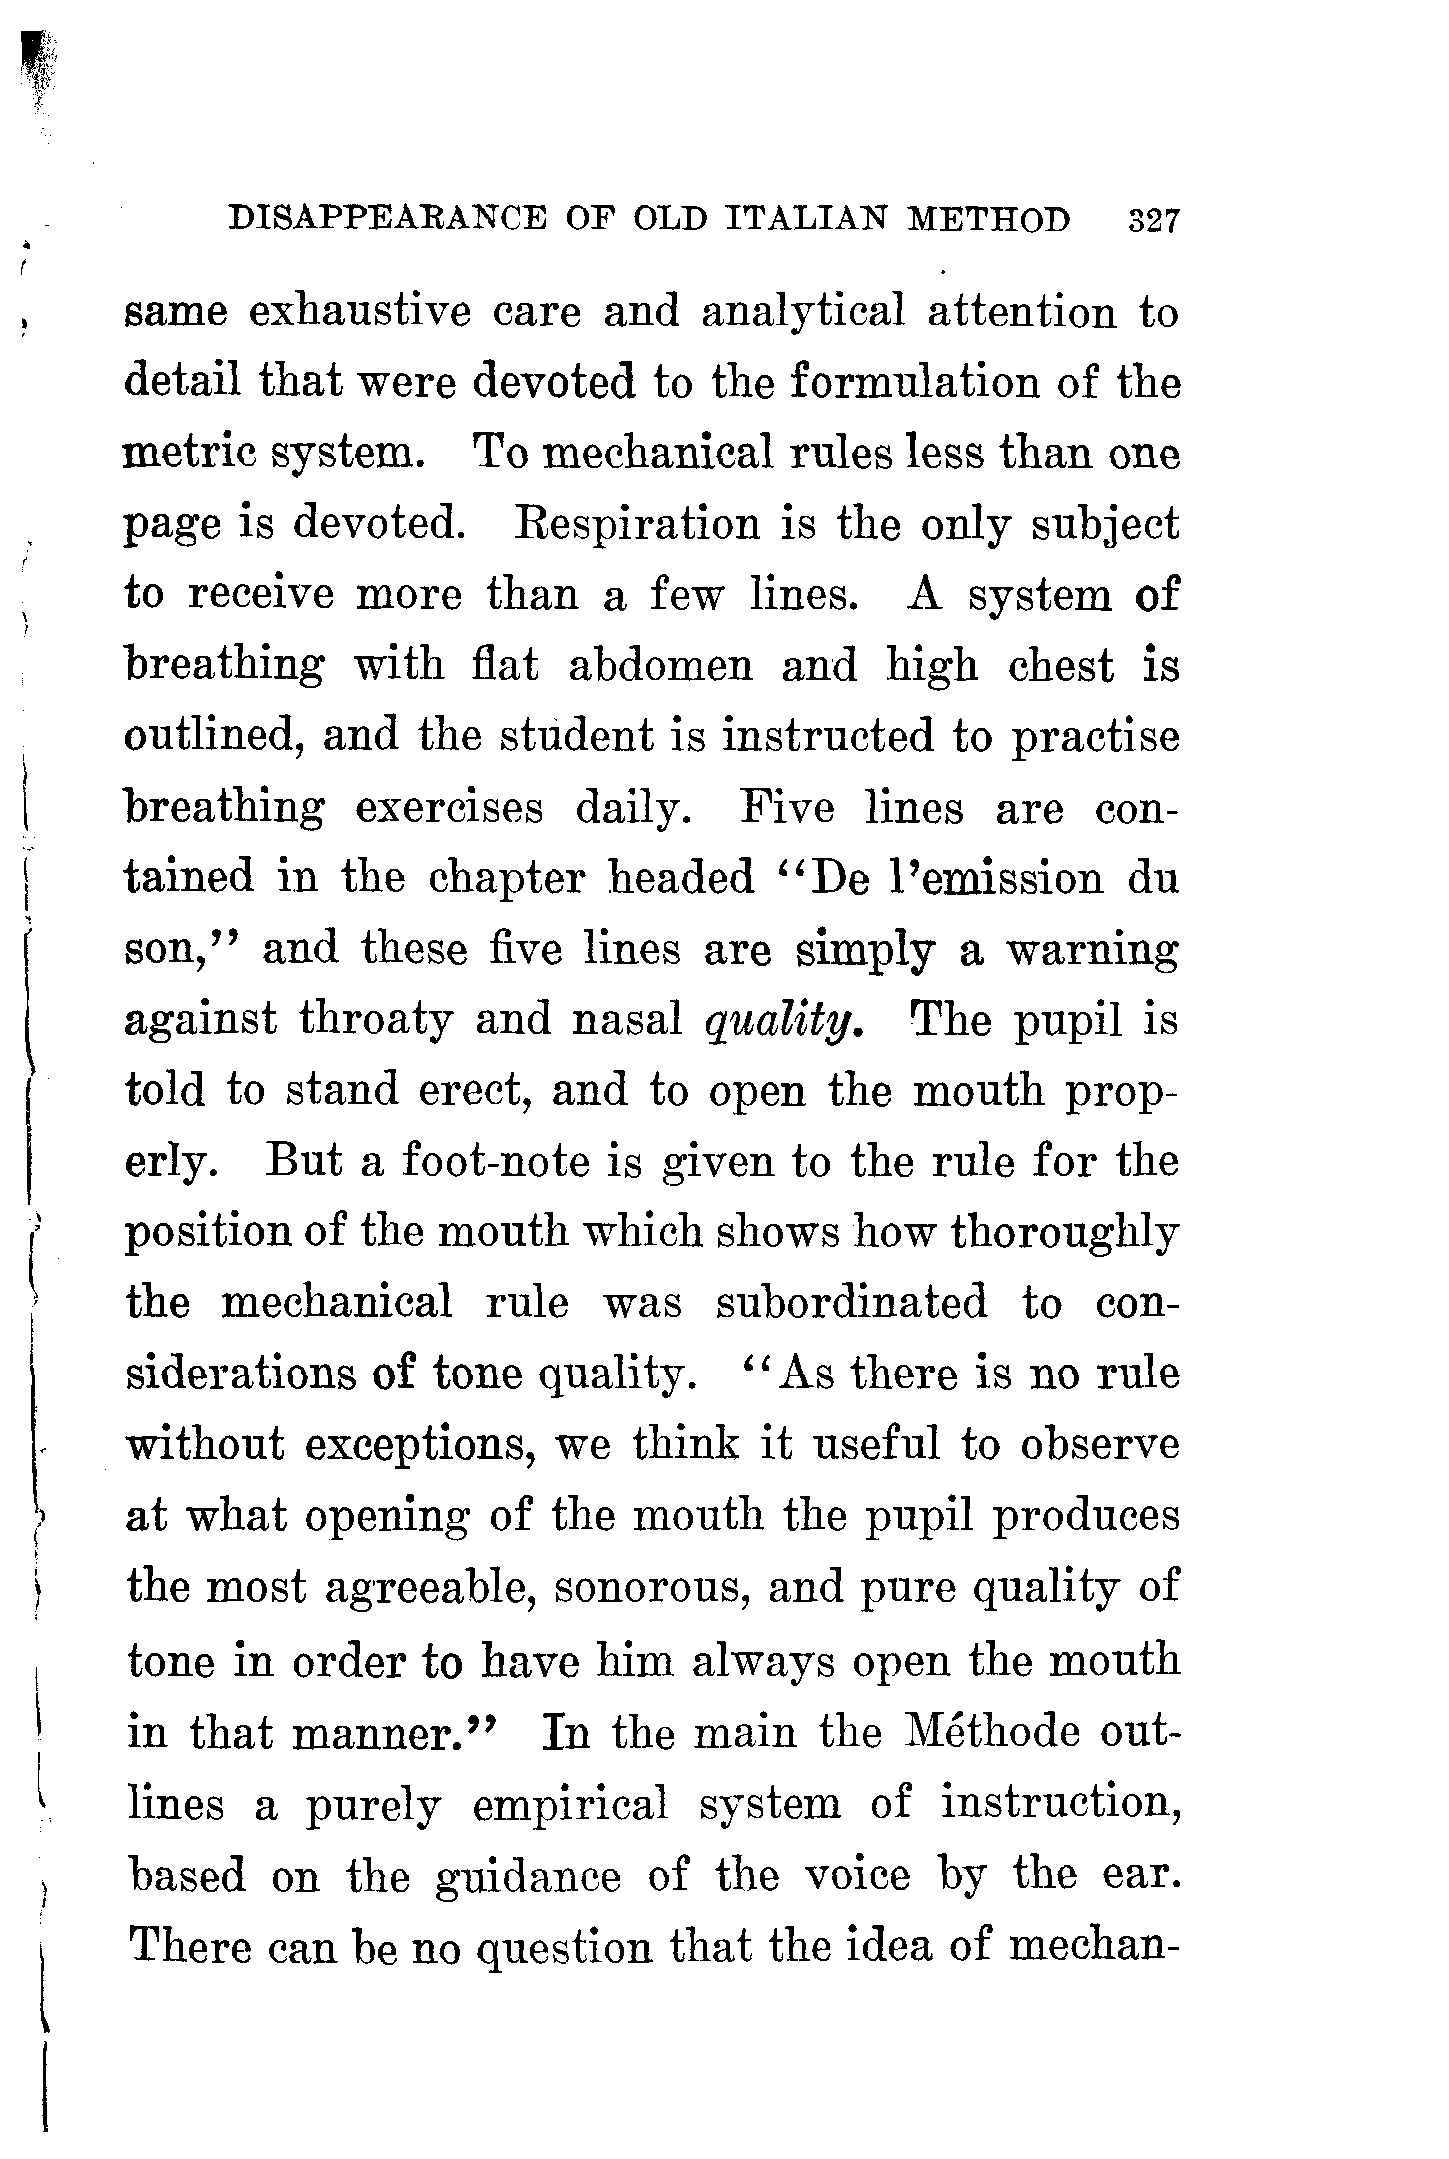 DISAPPEARANCE OF OLD ITALIAN METHOD 327
same exhaustive care and analytical attention to
detail that were devoted to the formulation of the
metric system. To mechanical rules less than one
page is devoted. Respiration is the only subject
to receive more than a few lines. A system of
breathing with flat abdomen and high chest is
outlined, and the student is instructed to practise
breathing exercises daily. Five lines are con-
tained in the chapter headed “De l’emission du
son,” and these five lines are simply a warning
against throaty and nasal quality. The pupil is
told to stand erect, and to open the mouth prop-
erly. But a foot-note is given to the rule for the
position of the mouth which shows how thoroughly
the mechanical rule was subordinated to con-
siderations of tone quality. “As there is no rule
without exceptions, we think it useful to observe
at what opening of the mouth the pupil produces
the most agreeable, sonorous, and pure quality of
tone in order to have him always open the mouth
in that manner.” In the main the Méthode out-
lines a purely empirical system of instruction,
based on the guidance of the voice by the ear.
There can be no question that the idea of mechan-